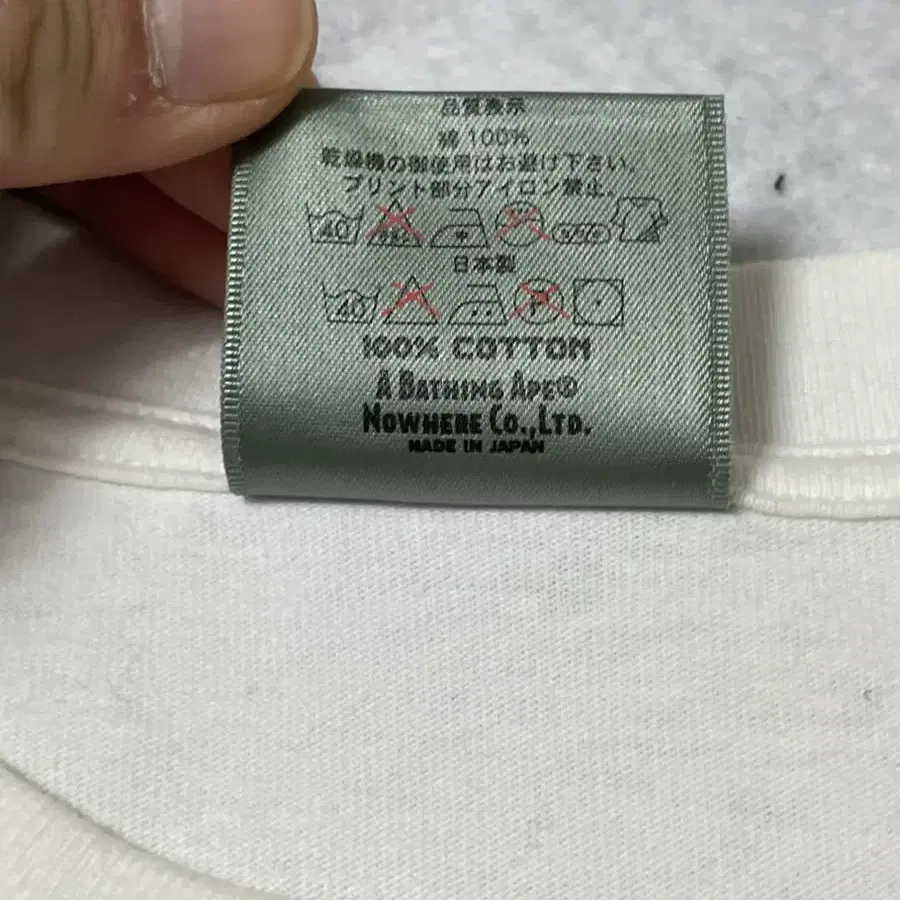 品質表示
綿 100%
乾燥機の御使用はお避け下さい。
プリント部分アイロン禁止。
40
日本製
40
100% COTTON
A BATHING APE®
NOWHERE CO.,LTD.
MADE IN JAPAN